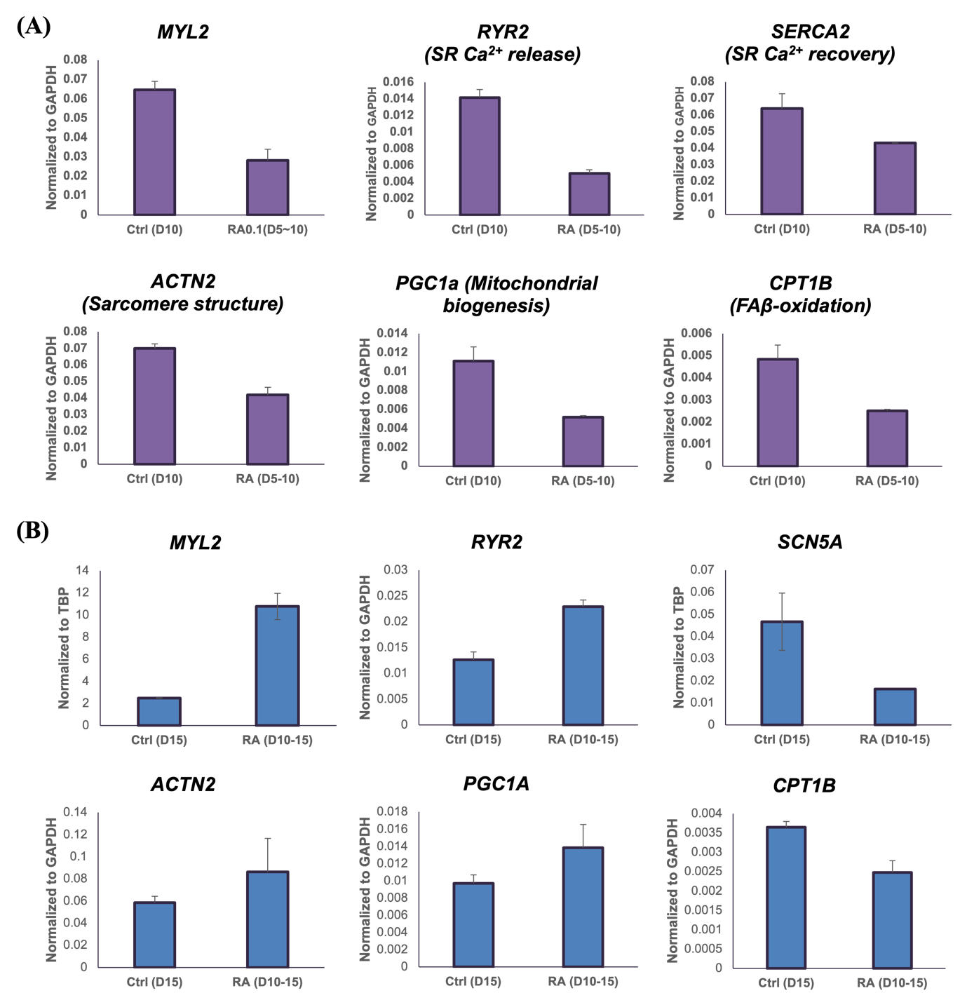 (A)
MYL2
Normalized to GAPDH
0.08
0.07
0.06
0.05
0.04
0.03
0.02
0.01
0
Ctrl (D10)
RA0.1(D5~10)
RYR2
(SR Ca²⁺ release)
Normalized to GAPDH
0.016
0.014
0.012
0.01
0.008
0.006
0.004
0.002
0
Ctrl (D10)
RA (D5-10)
SERCA2
(SR Ca²⁺ recovery)
Normalized to GAPDH
0.08
0.07
0.06
0.05
0.04
0.03
0.02
0.01
0
Ctrl (D10)
RA (D5-10)
ACTN2
(Sarcomere structure)
Normalized to GAPDH
0.08
0.07
0.06
0.05
0.04
0.03
0.02
0.01
0
Ctrl (D10)
RA (D5-10)
PGC1a (Mitochondrial
biogenesis)
Normalized to GAPDH
0.014
0.012
0.01
0.008
0.006
0.004
0.002
0
Ctrl (D10)
RA (D5-10)
CPT1B
(FAβ-oxidation)
Normalized to GAPDH
0.006
0.005
0.004
0.003
0.002
0.001
0
Ctrl (D10)
RA (D5-10)
(B)
MYL2
Normalized to TBP
14
12
10
8
6
4
2
0
Ctrl (D15)
RA (D10-15)
RYR2
Normalized to GAPDH
0.03
0.025
0.02
0.015
0.01
0.005
0
Ctrl (D15)
RA (D10-15)
SCN5A
Normalized to TBP
0.07
0.06
0.05
0.04
0.03
0.02
0.01
0
Ctrl (D15)
RA (D10-15)
ACTN2
Normalized to GAPDH
0.14
0.12
0.1
0.08
0.06
0.04
0.02
0
Ctrl (D15)
RA (D10-15)
PGC1A
Normalized to GAPDH
0.018
0.016
0.014
0.012
0.01
0.008
0.006
0.004
0.002
0
Ctrl (D15)
RA (D10-15)
CPT1B
Normalized to GAPDH
0.004
0.0035
0.003
0.0025
0.002
0.0015
0.001
0.0005
0
Ctrl (D15)
RA (D10-15)